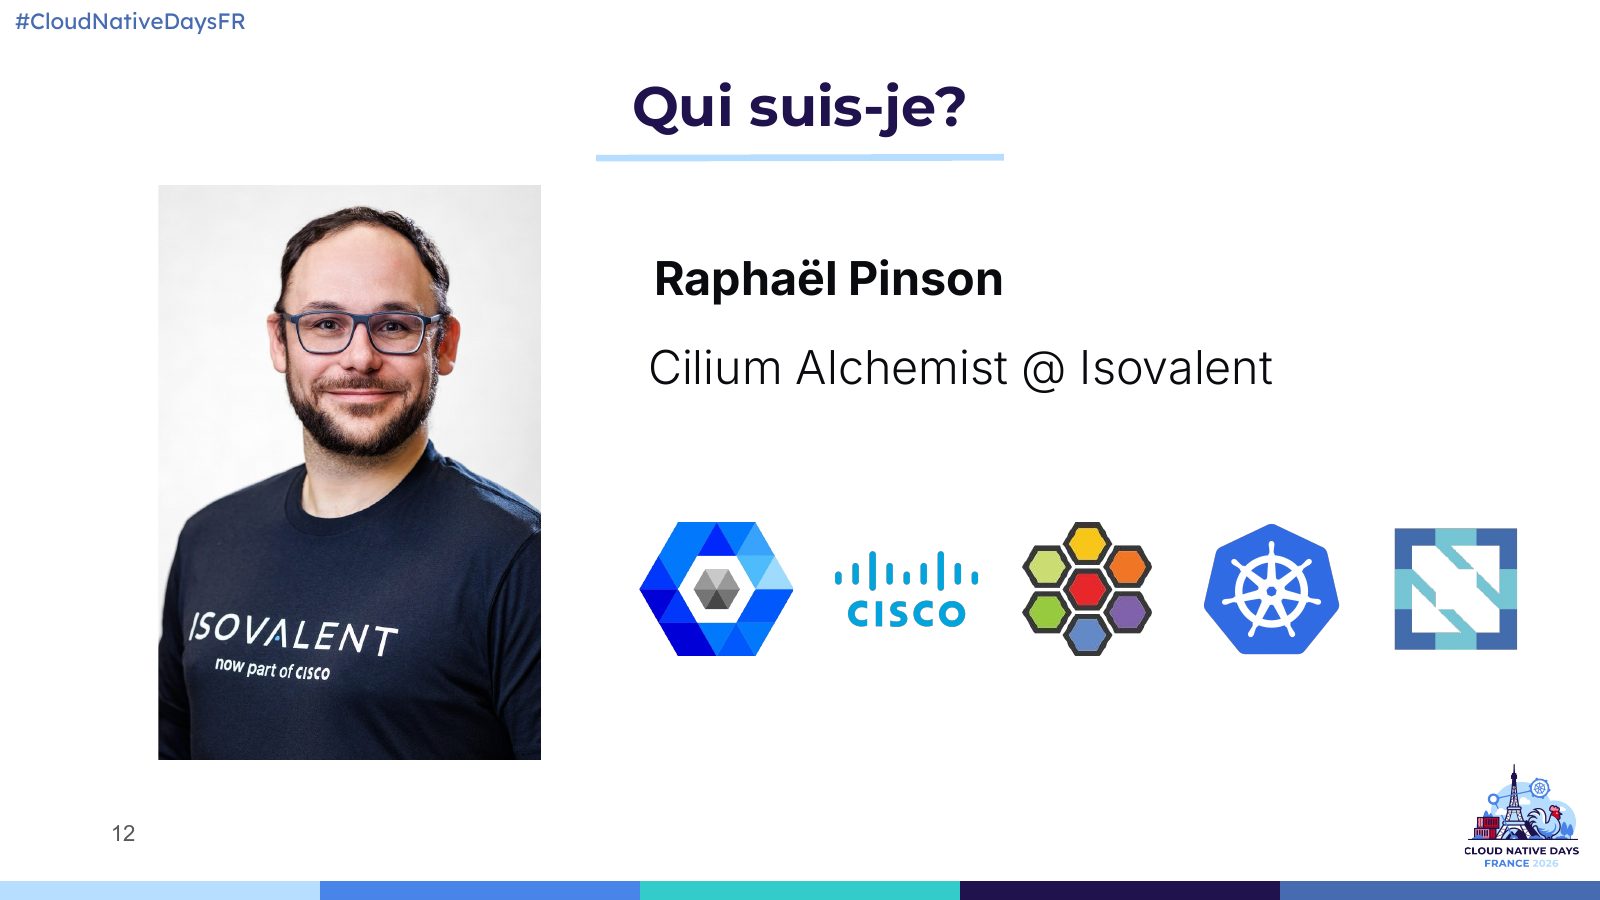 #CloudNativeDaysFR
Qui suis-je?
Raphaël Pinson
Cilium Alchemist @ Isovalent
ISOVALENT
now part of CISCO
CISCO
12
CLOUD NATIVE DAYS
FRANCE 2026